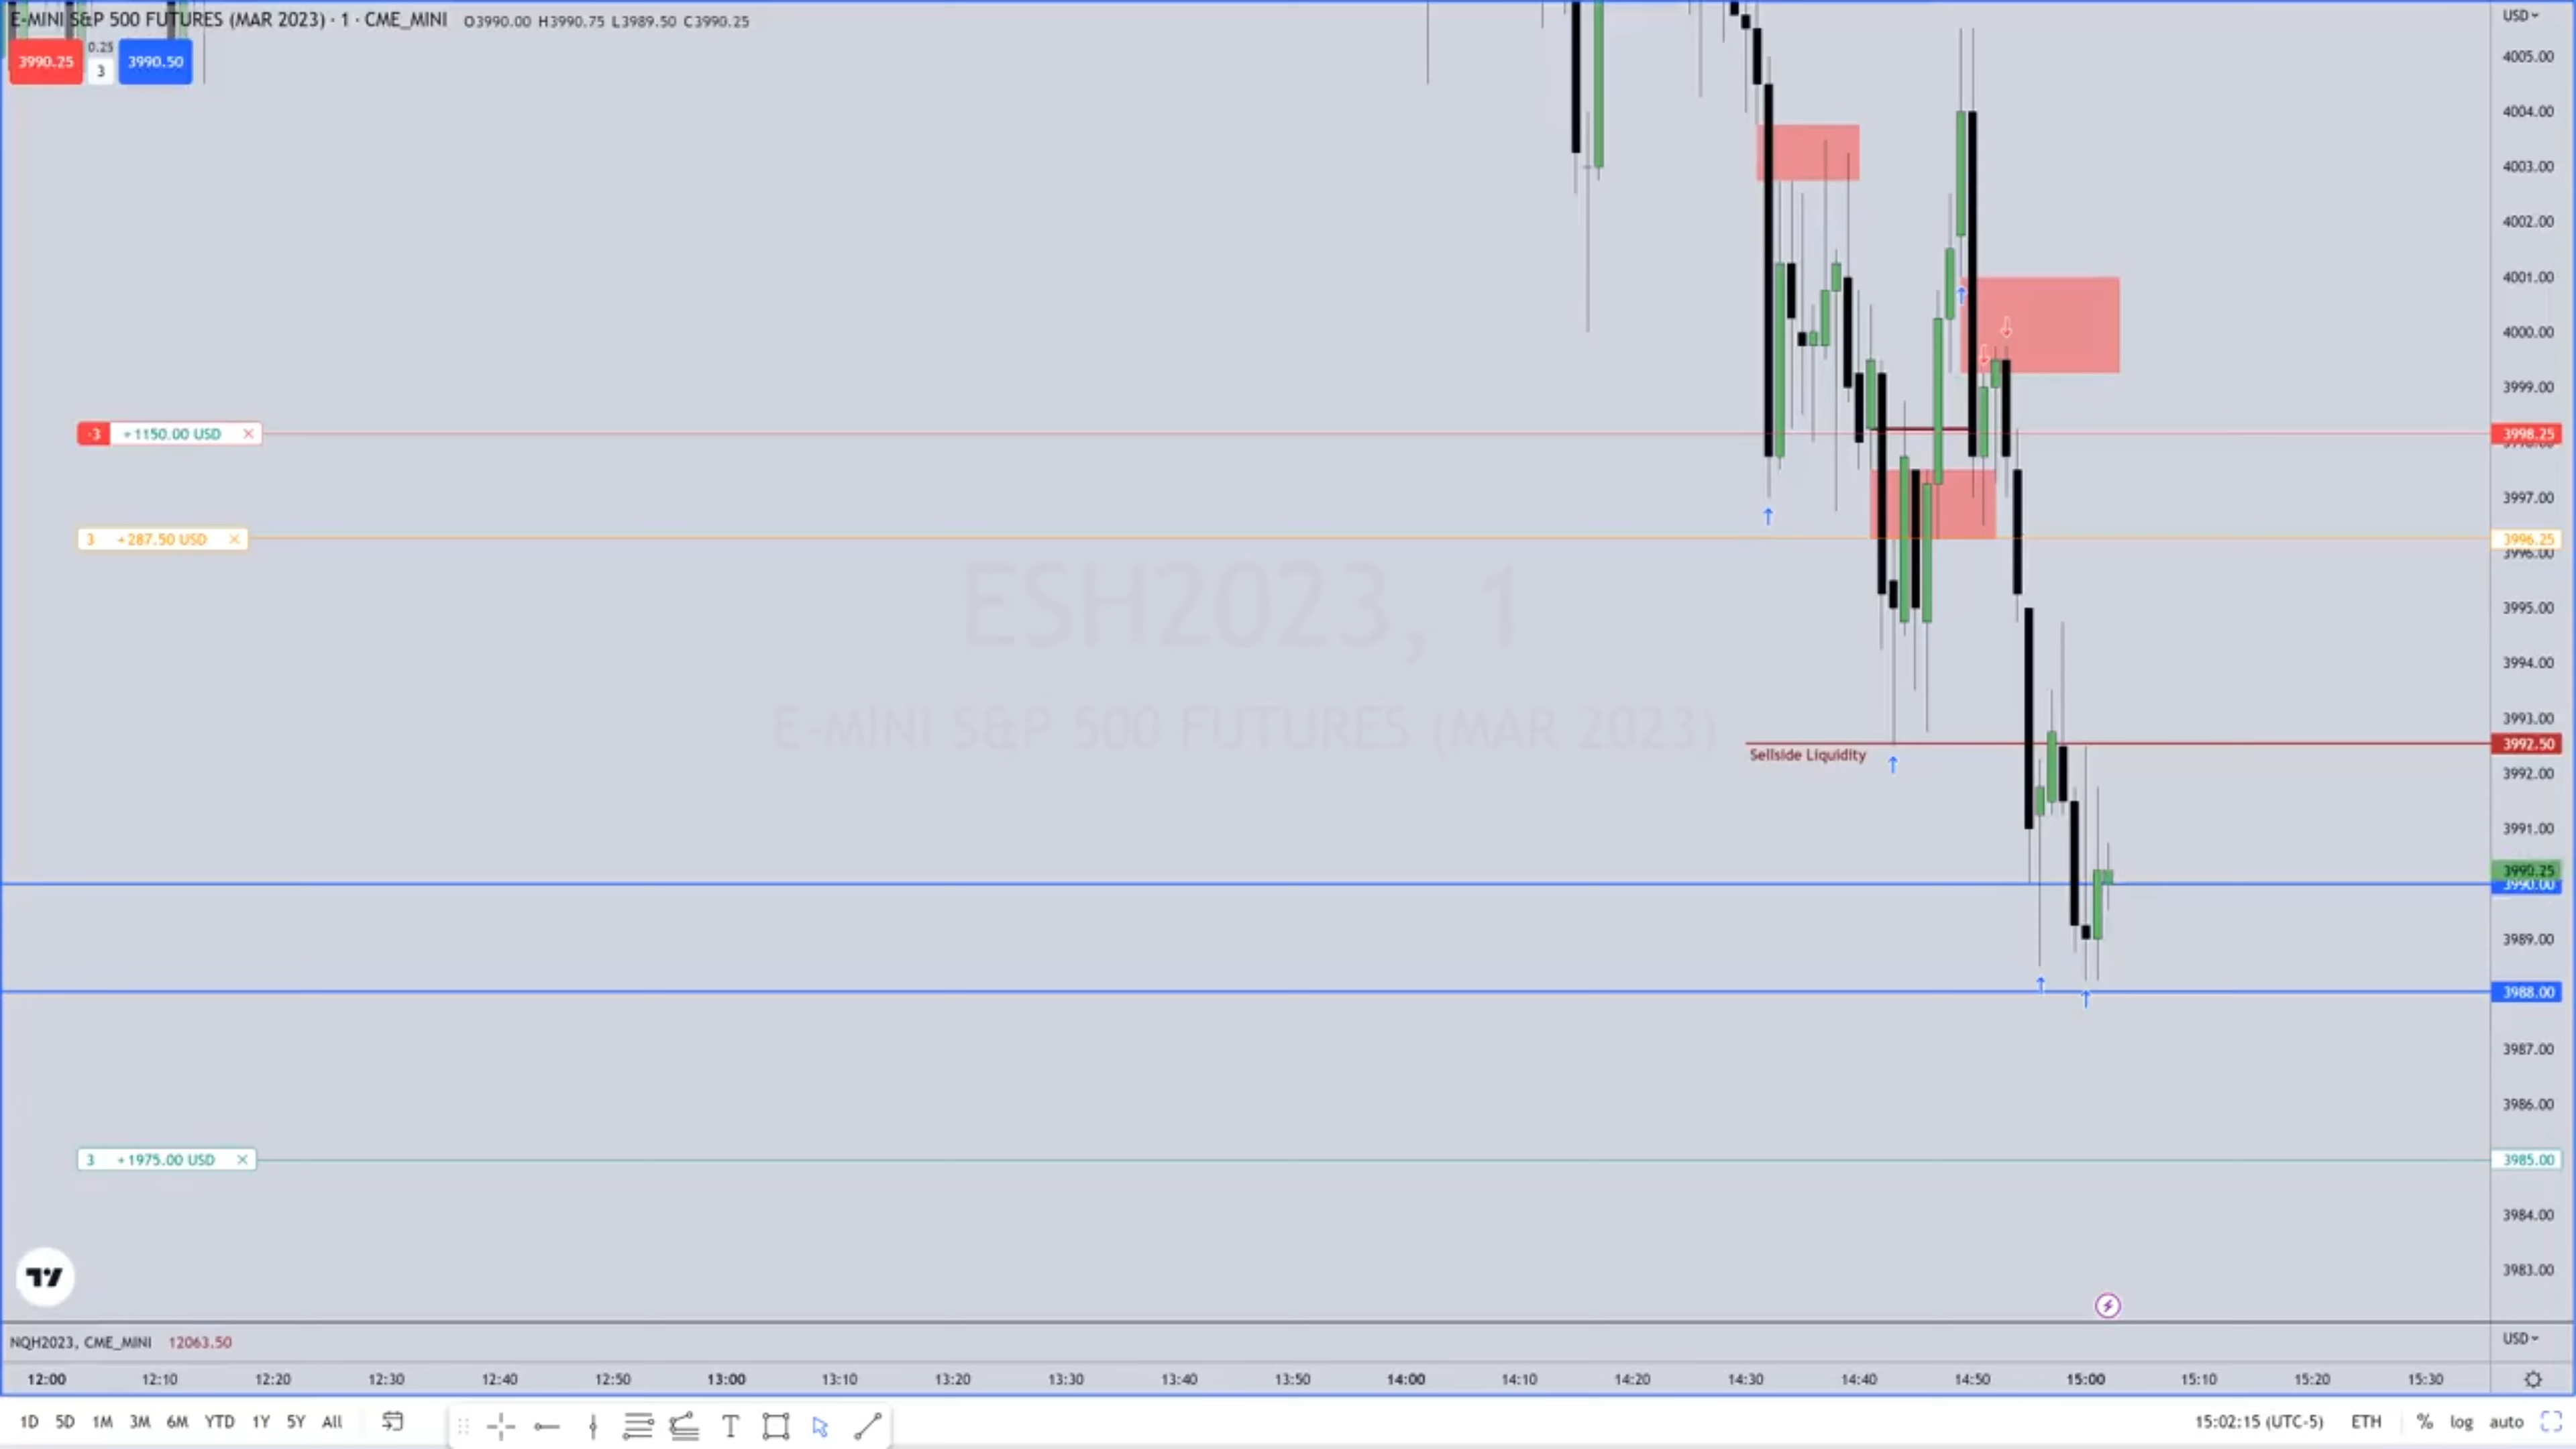 E-MINI S&P 500 FUTURES (MAR 2023) · 1 · CME_MINI O3990.00 H3990.75 L3989.50 C3990.25
USD
3990.25 0.25 3 3990.50
4005.00
4004.00
4003.00
4002.00
4001.00
4000.00
3999.00
-3 +1150.00 USD 3998.25
3997.00
3 +287.50 USD 3996.25
3996.00
ESH2023, 1
3995.00
3994.00
E-MINI S&P 500 FUTURES (MAR 2023)
3993.00
3992.50
Sellside Liquidity
3992.00
3991.00
3990.25
3990.00
3989.00
3988.00
3987.00
3986.00
3 +1975.00 USD 3985.00
3984.00
3983.00
NQH2023, CME_MINI 12063.50 USD
12:00 12:10 12:20 12:30 12:40 12:50 13:00 13:10 13:20 13:30 13:40 13:50 14:00 14:10 14:20 14:30 14:40 14:50 15:00 15:10 15:20 15:30
1D 5D 1M 3M 6M YTD 1Y 5Y All T 15:02:15 (UTC-5) ETH % log auto